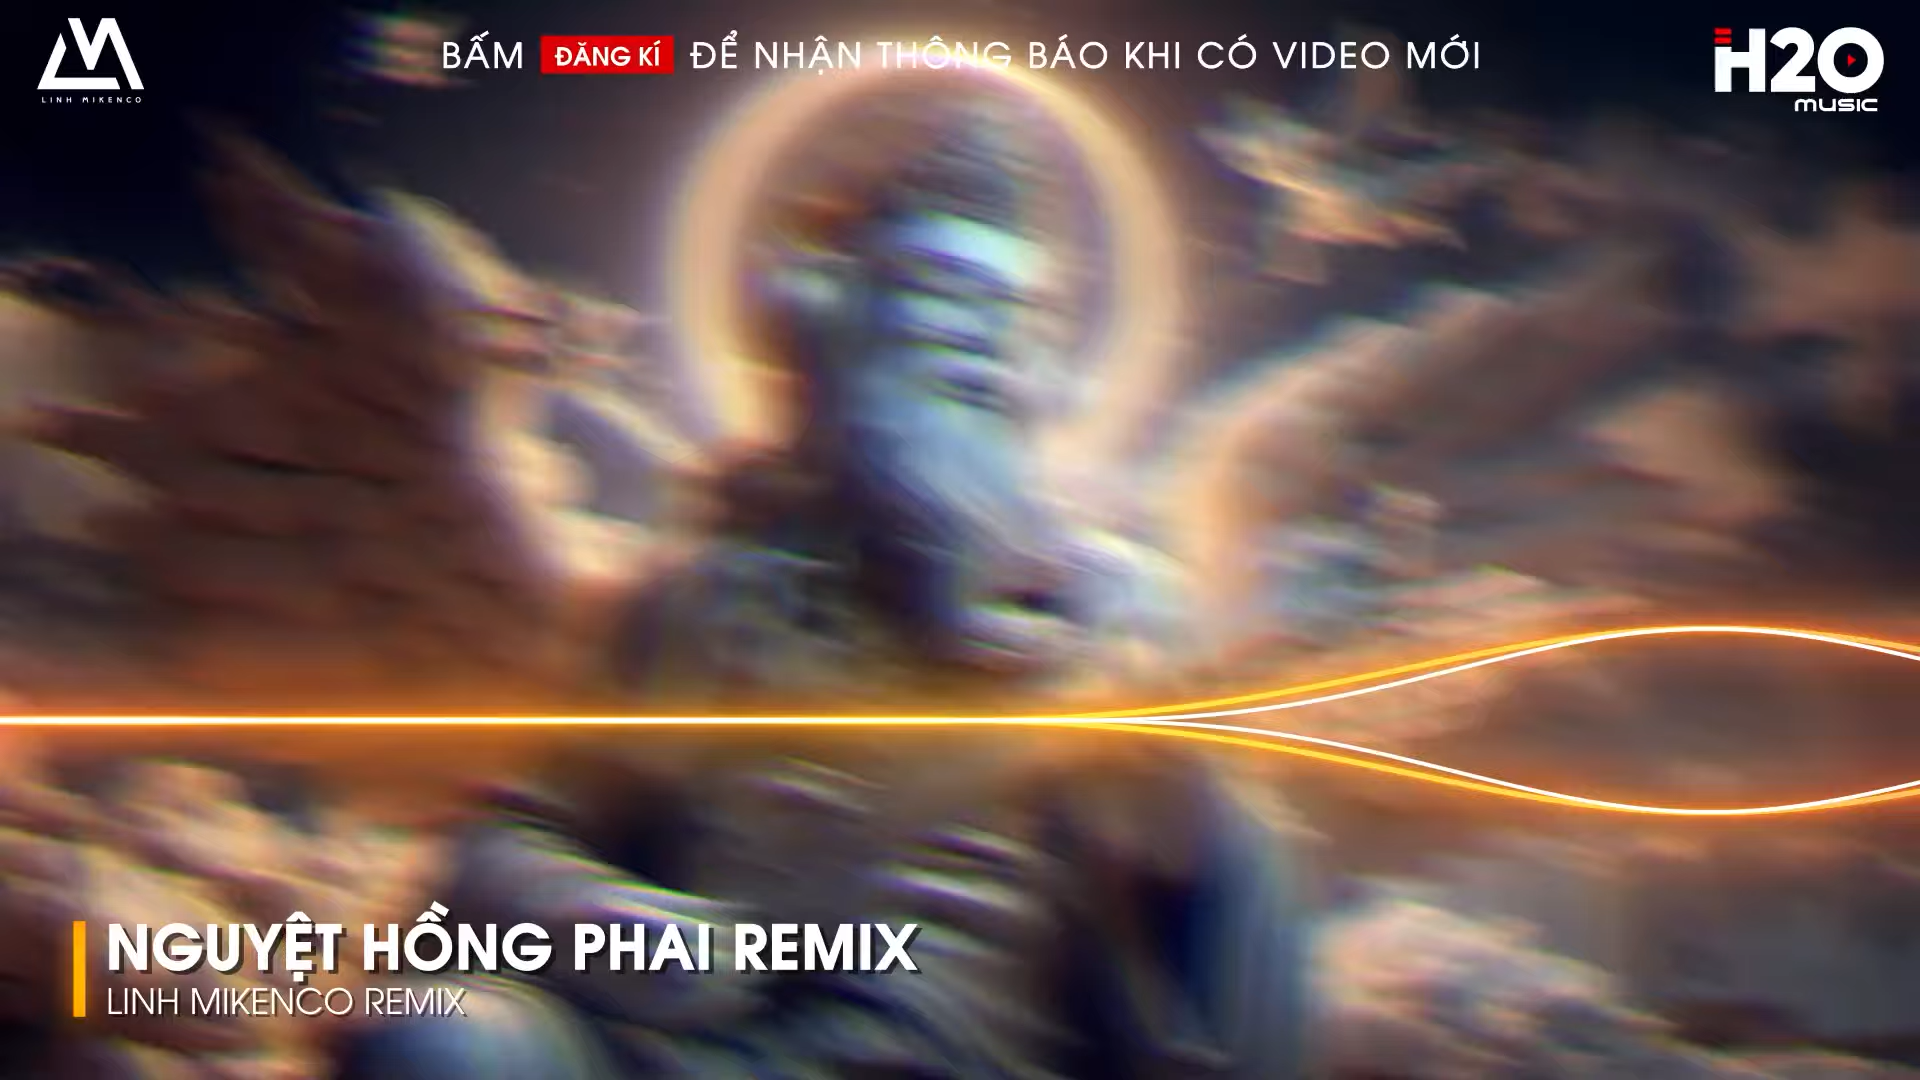 LINH MIKENCO
BẤM ĐĂNG KÍ ĐỂ NHẬN THÔNG BÁO KHI CÓ VIDEO MỚI
H2O
MUSIC
NGUYỆT HỒNG PHAI REMIX
LINH MIKENCO REMIX